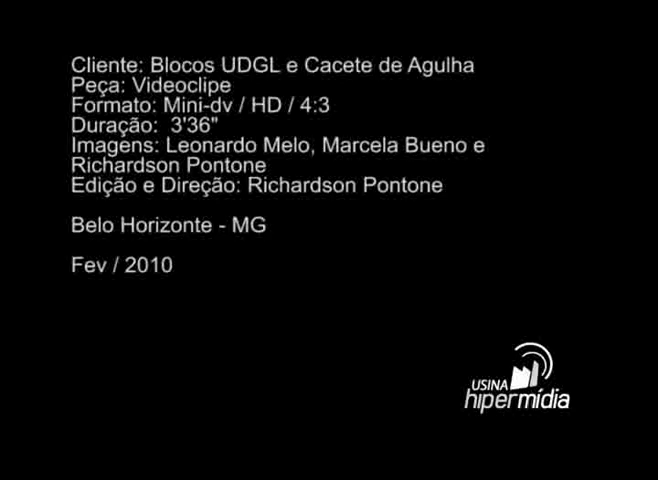 Cliente: Blocos UDGL e Cacete de Agulha
Peça: Videoclipe
Formato: Mini-dv / HD / 4:3
Duração:  3'36"
Imagens: Leonardo Melo, Marcela Bueno e
Richardson Pontone
Edição e Direção: Richardson Pontone
Belo Horizonte - MG
Fev / 2010
USINA
hipermídia